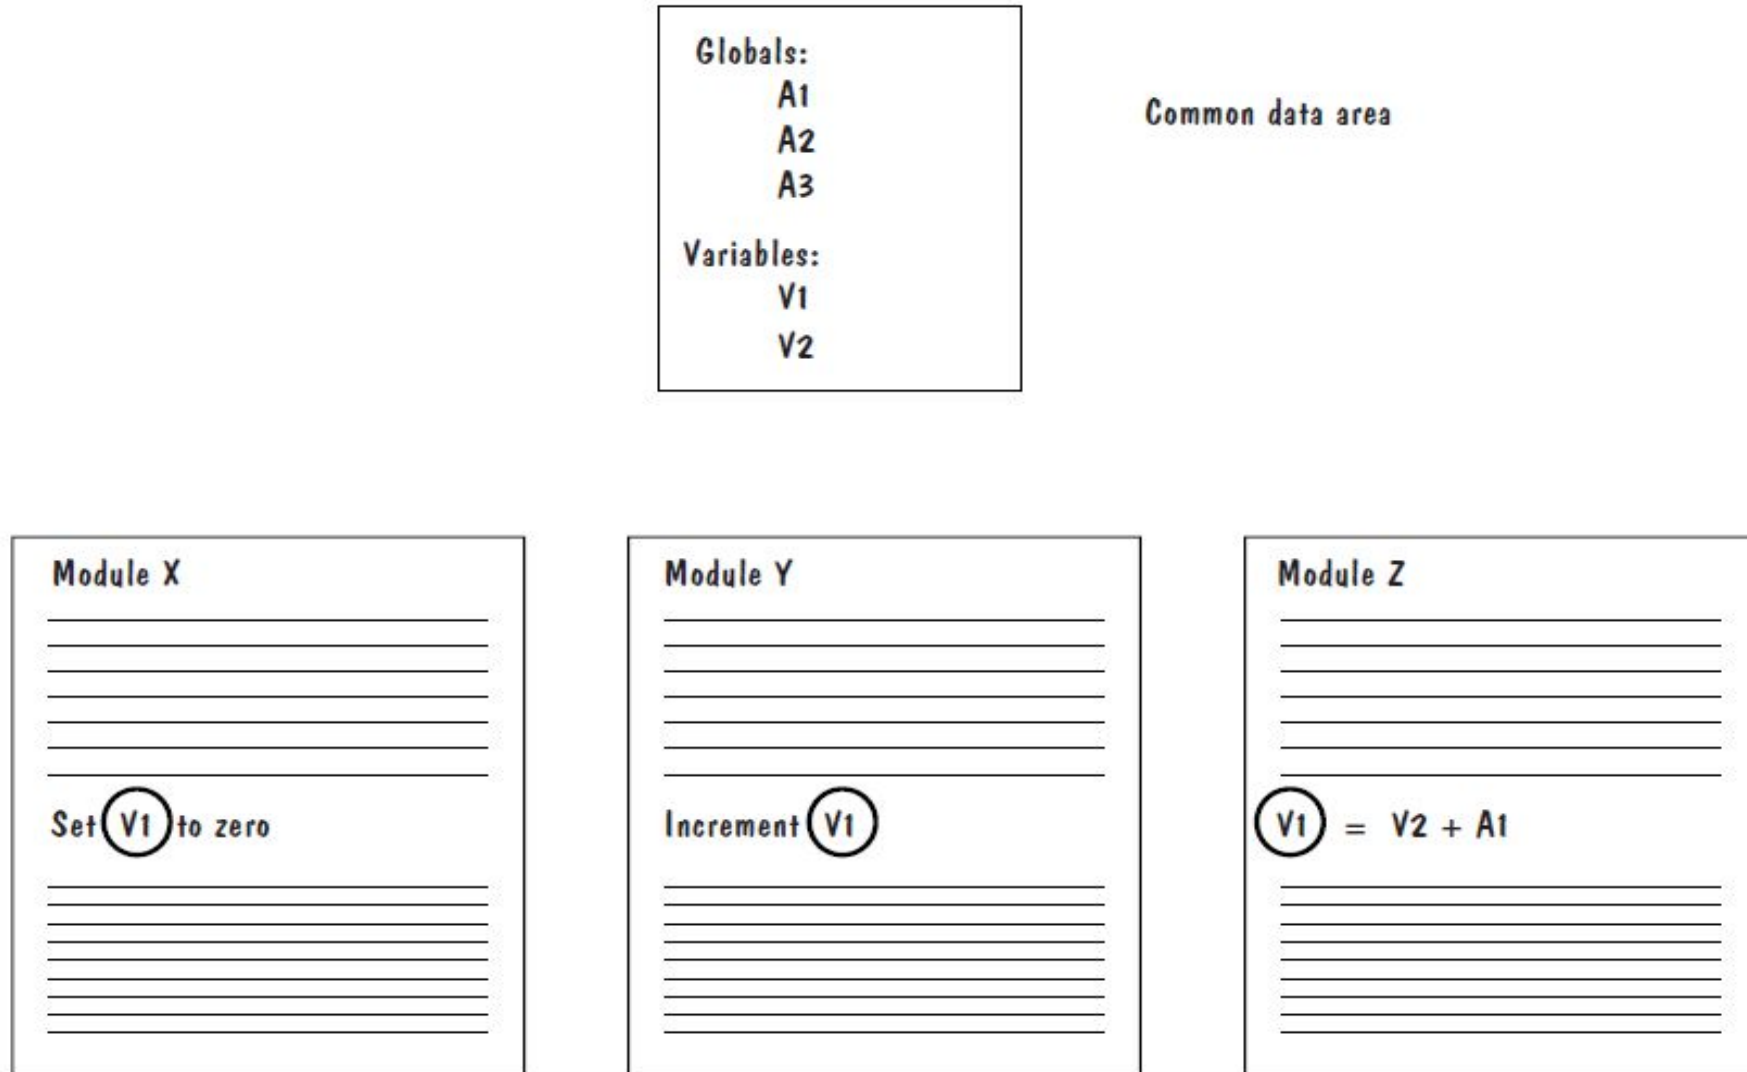 Globals:
A1
A2
A3
Common data area
Variables:
V1
V2
Module X
Set V1 to zero
Module Y
Increment V1
Module Z
V1 = V2 + A1